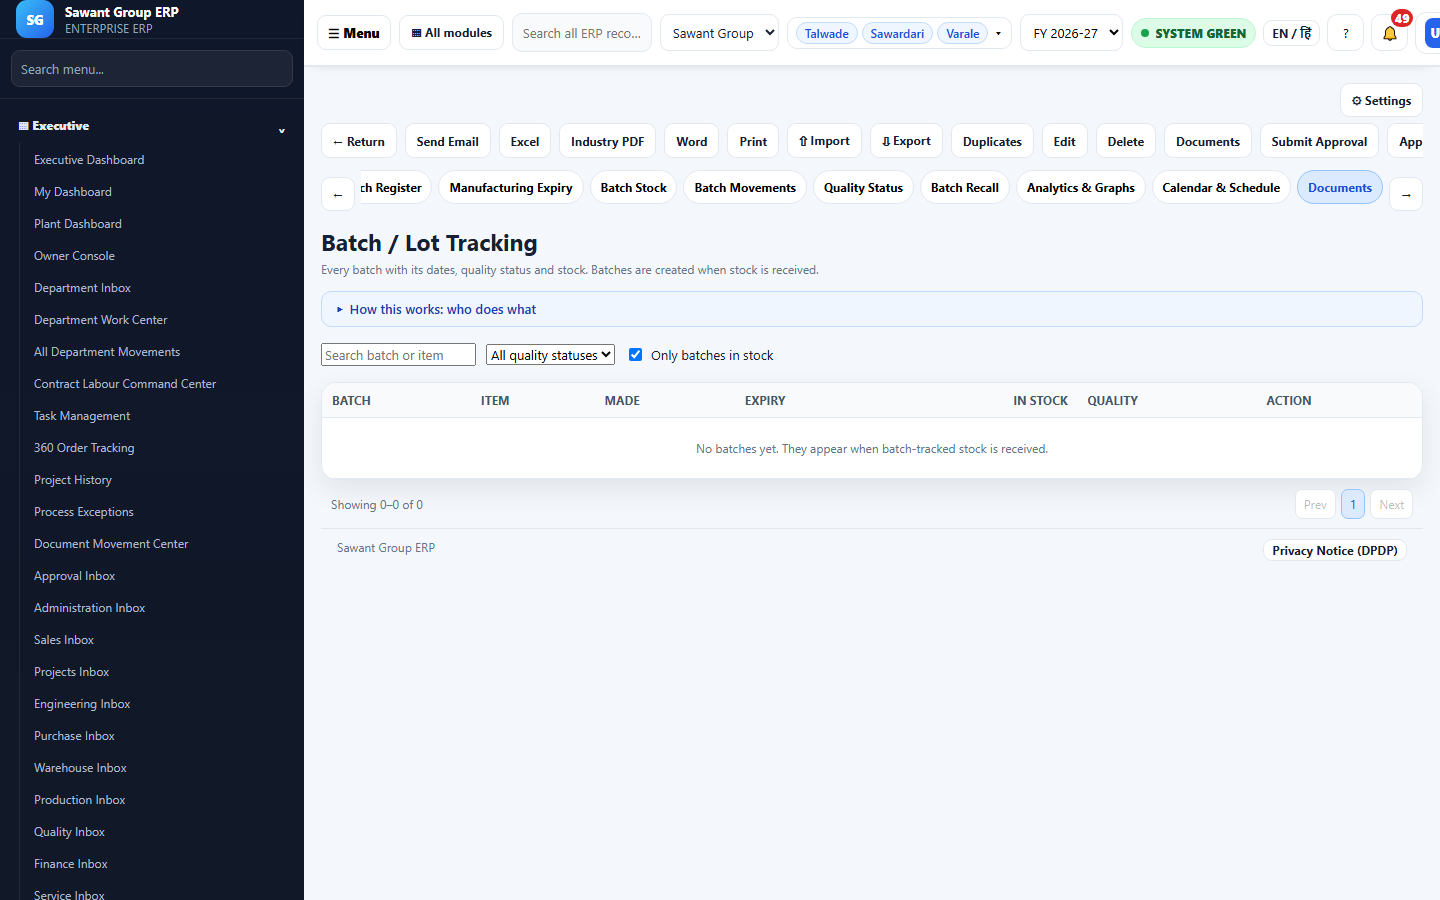 SG
Sawant Group ERP
ENTERPRISE ERP
Search menu...
Executive
Executive Dashboard
My Dashboard
Plant Dashboard
Owner Console
Department Inbox
Department Work Center
All Department Movements
Contract Labour Command Center
Task Management
360 Order Tracking
Project History
Process Exceptions
Document Movement Center
Approval Inbox
Administration Inbox
Sales Inbox
Projects Inbox
Engineering Inbox
Purchase Inbox
Warehouse Inbox
Production Inbox
Quality Inbox
Finance Inbox
Service Inbox
☰ Menu
All modules
Search all ERP reco...
Sawant Group
Talwade
Sawardari
Varale
FY 2026-27
SYSTEM GREEN
EN / हिं
?
49
U
⚙ Settings
← Return
Send Email
Excel
Industry PDF
Word
Print
⇧ Import
⇩ Export
Duplicates
Edit
Delete
Documents
Submit Approval
App
←
ch Register
Manufacturing Expiry
Batch Stock
Batch Movements
Quality Status
Batch Recall
Analytics & Graphs
Calendar & Schedule
Documents
→
Batch / Lot Tracking
Every batch with its dates, quality status and stock. Batches are created when stock is received.
▸ How this works: who does what
Search batch or item
All quality statuses
Only batches in stock
BATCH ITEM MADE EXPIRY IN STOCK QUALITY ACTION
No batches yet. They appear when batch-tracked stock is received.
Showing 0–0 of 0
Prev
1
Next
Sawant Group ERP
Privacy Notice (DPDP)